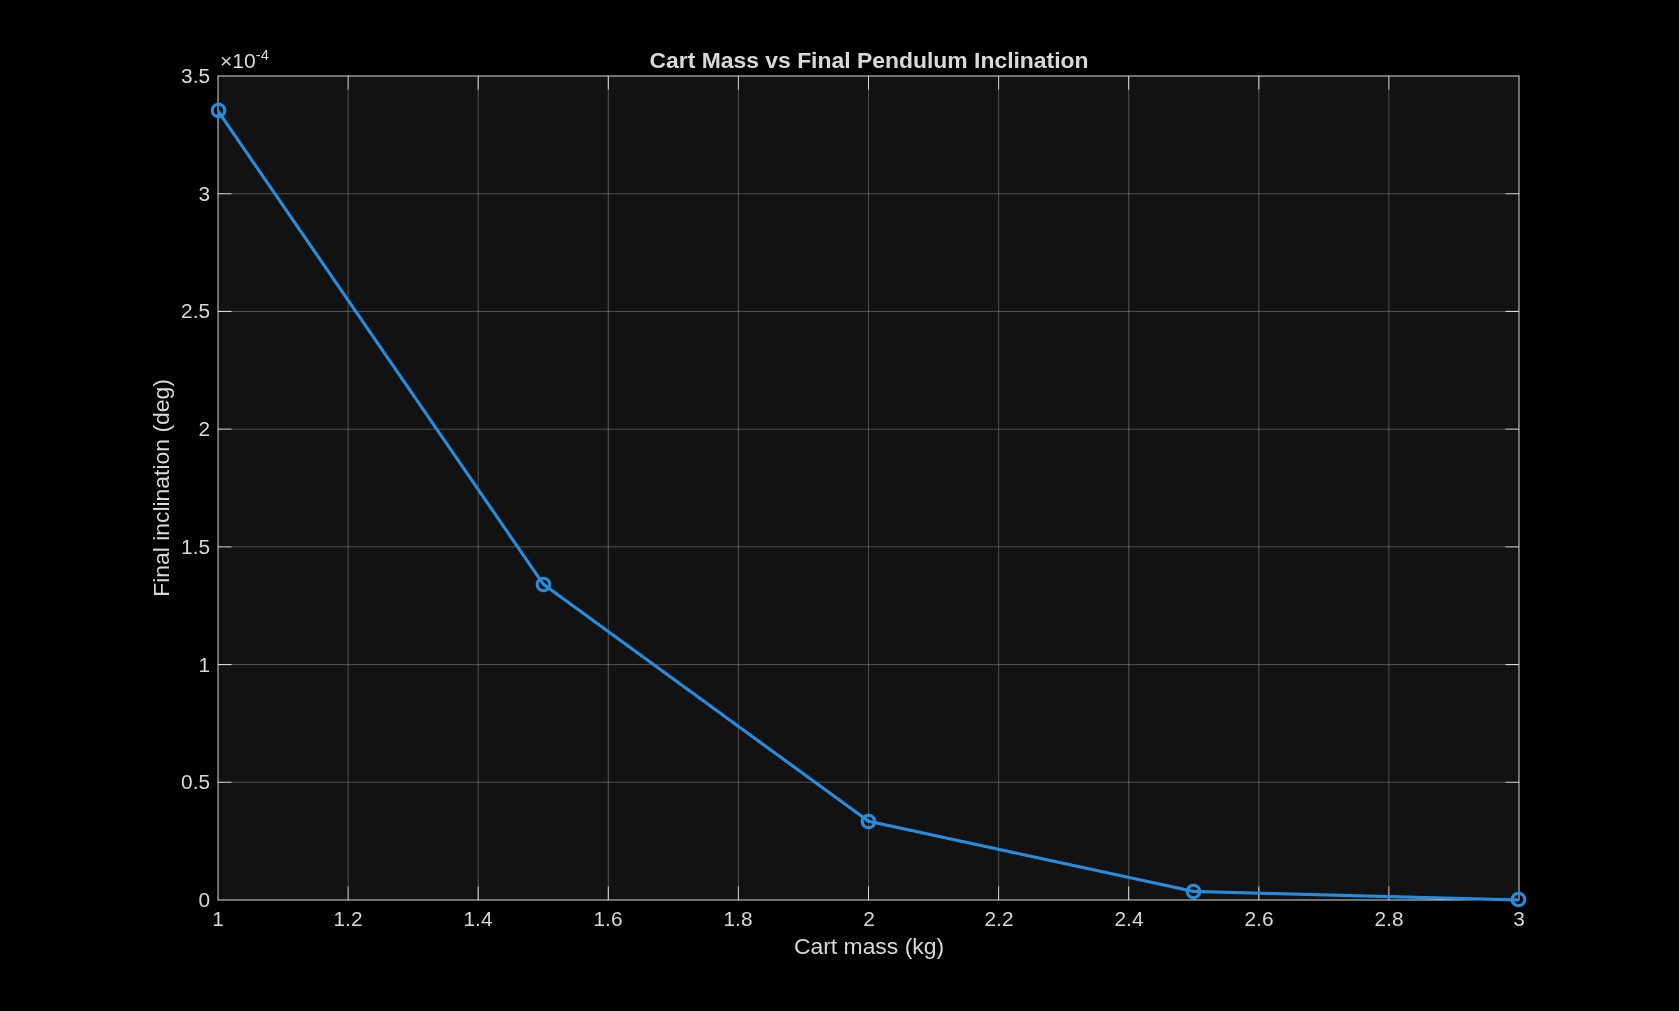 Cart Mass vs Final Pendulum Inclination
×10-4
3.5
3
2.5
2
1.5
1
0.5
0
Final inclination (deg)
1 1.2 1.4 1.6 1.8 2 2.2 2.4 2.6 2.8 3
Cart mass (kg)